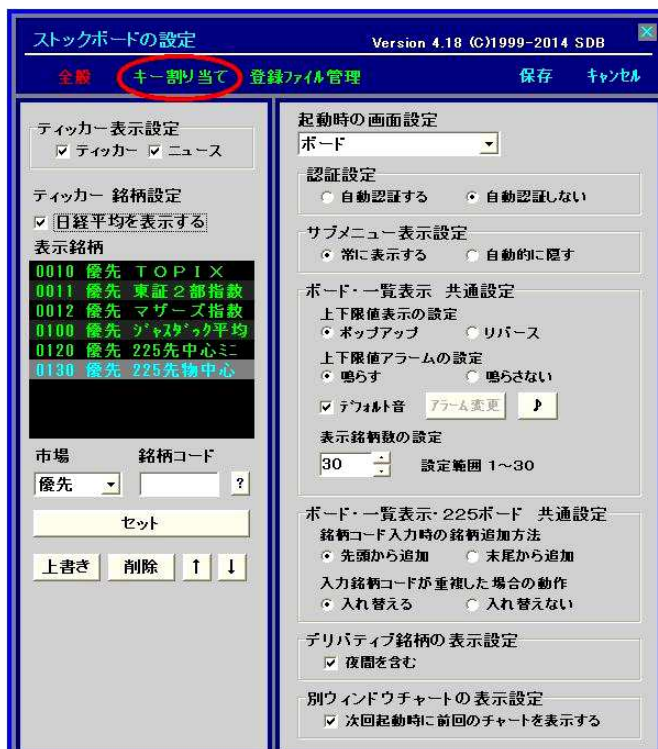 ストックボードの設定
Version 4.18 (C)1999-2014 SDB
全般 キー割り当て 登録ファイル管理 保存 キャンセル
ティッカー表示設定
ティッカー ニュース
ティッカー 銘柄設定
日経平均を表示する
表示銘柄
0010 優先 TOPIX
0011 優先 東証2部指数
0012 優先 マザーズ指数
0100 優先 ジャスダック平均
0120 優先 225先中心ミニ
0130 優先 225先物中心
市場 銘柄コード
優先 ?
セット
上書き 削除 ↑ ↓
起動時の画面設定
ボード
認証設定
自動認証する 自動認証しない
サブメニュー表示設定
常に表示する 自動的に隠す
ボード・一覧表示 共通設定
上下限値表示の設定
ポップアップ リバース
上下限値アラームの設定
鳴らす 鳴らさない
デフォルト音 アラーム変更 ♪
表示銘柄数の設定
30 設定範囲 1~30
ボード・一覧表示・225ボード 共通設定
銘柄コード入力時の銘柄追加方法
先頭から追加 末尾から追加
入力銘柄コードが重複した場合の動作
入れ替える 入れ替えない
デリバティブ銘柄の表示設定
夜間を含む
別ウィンドウチャートの表示設定
次回起動時に前回のチャートを表示する